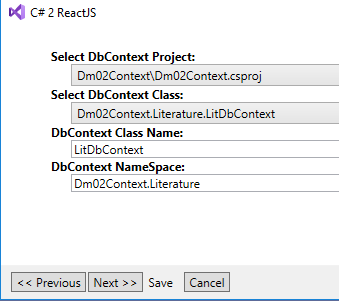 C# 2 ReactJS
Select DbContext Project:
Dm02Context\Dm02Context.csproj
Select DbContext Class:
Dm02Context.Literature.LitDbContext
DbContext Class Name:
LitDbContext
DbContext NameSpace:
Dm02Context.Literature
<< Previous Next >> Save Cancel